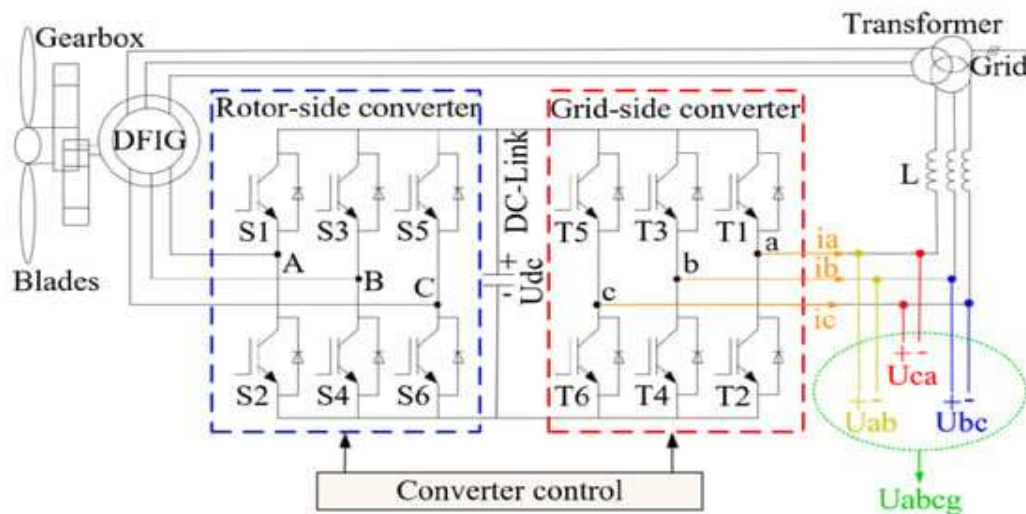 Gearbox
Transformer
Grid
Rotor-side converter
Grid-side converter
DFIG
DC-Link
L
S1
S3
S5
T5
T3
T1
a
ia
A
b
ib
Blades
B
C
+
-
Udc
c
ic
+ -
Uca
S2
S4
S6
T6
T4
T2
+ -
Uab
+ -
Ubc
Converter control
Uabcg